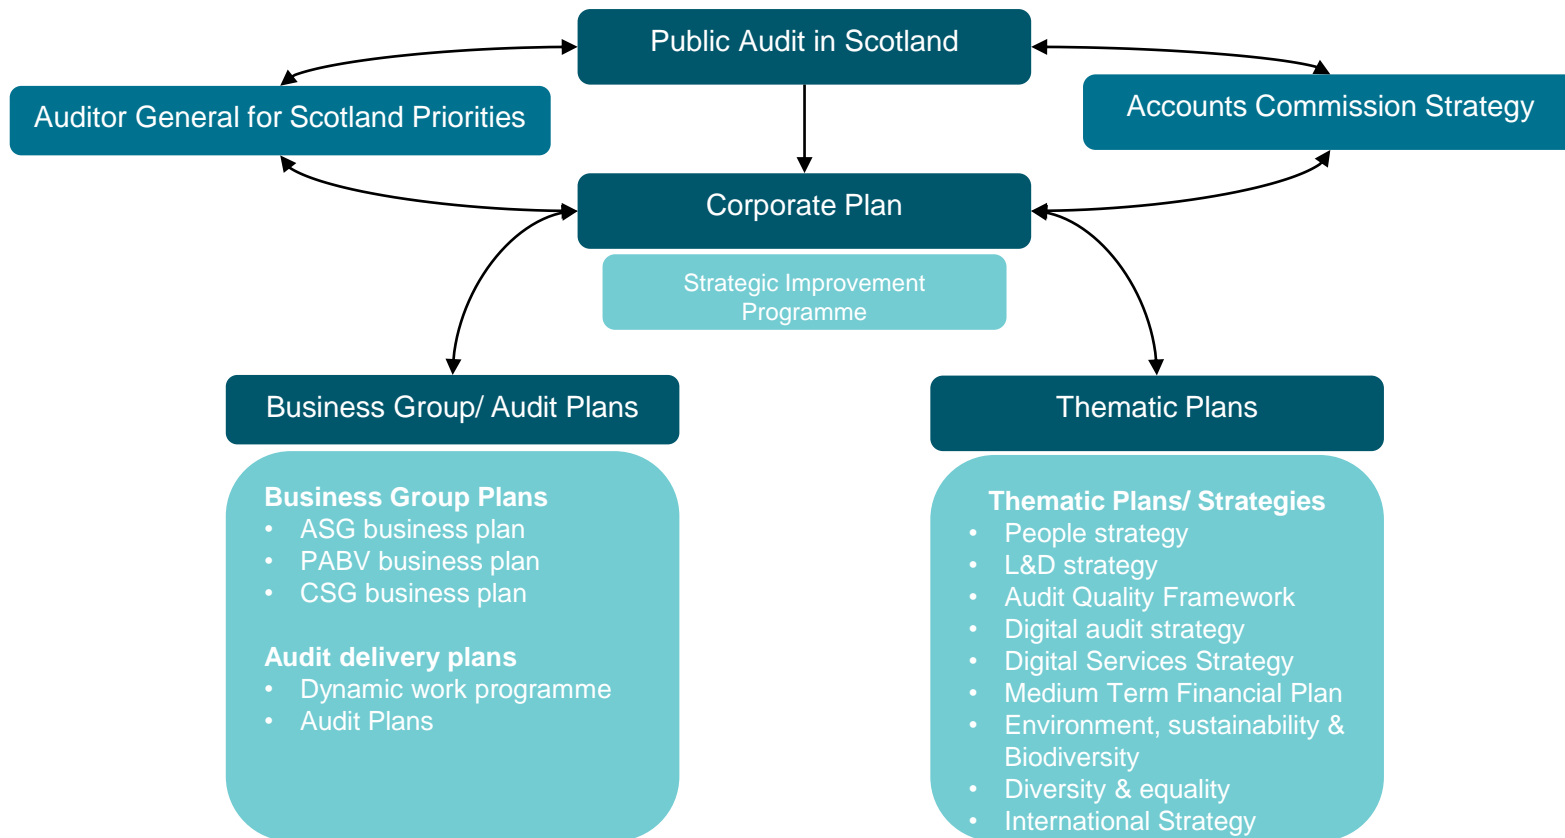 Public Audit in Scotland
Auditor General for Scotland Priorities
Accounts Commission Strategy
Corporate Plan
Strategic Improvement
Programme
Business Group/ Audit Plans
Business Group Plans
• ASG business plan
• PABV business plan
• CSG business plan
Audit delivery plans
• Dynamic work programme
• Audit Plans
Thematic Plans
Thematic Plans/ Strategies
• People strategy
• L&D strategy
• Audit Quality Framework
• Digital audit strategy
• Digital Services Strategy
• Medium Term Financial Plan
• Environment, sustainability &
Biodiversity
• Diversity & equality
• International Strategy